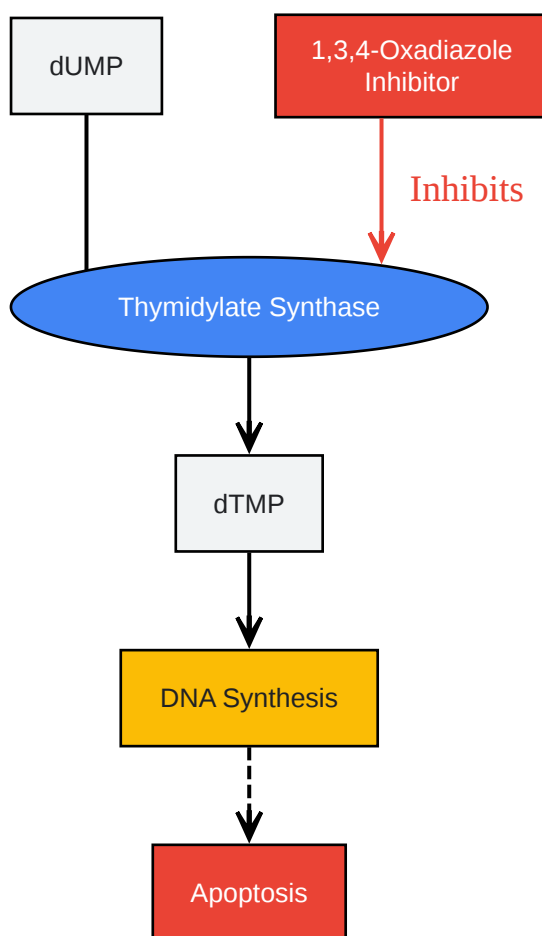 dUMP
1,3,4-Oxadiazole
Inhibitor
Inhibits
Thymidylate Synthase
dTMP
DNA Synthesis
Apoptosis